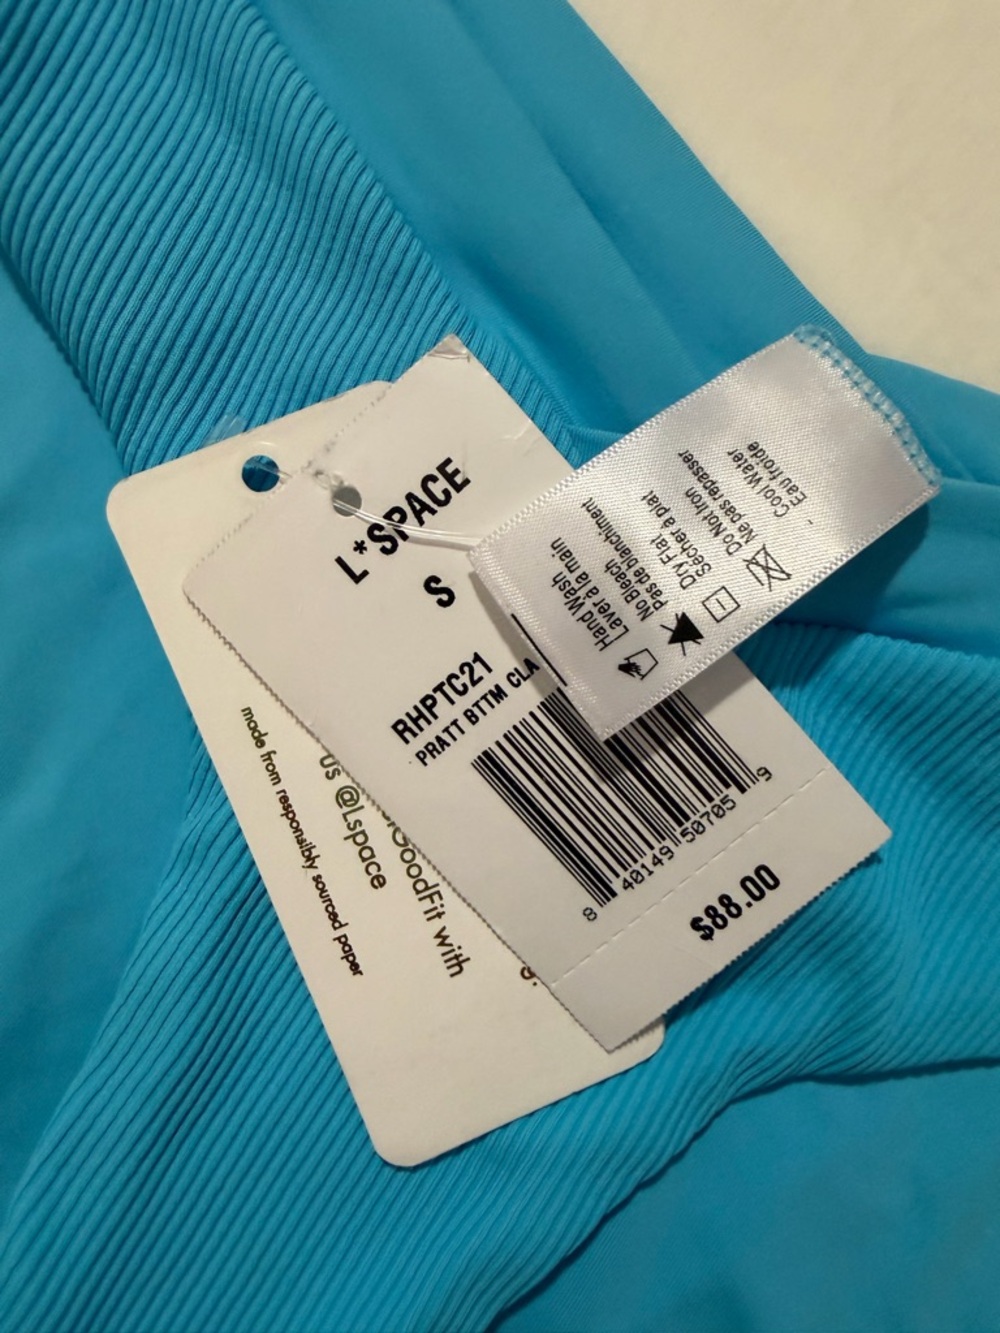 L*SPACE
S
RHPTC21
PRATT BTTM CLA
8 40149 50705 9
$88.00
Hand Wash
Laver à la main
No Bleach
Pas de blanchiment
Dry Flat
Sécher à plat
Do Not Iron
Ne pas repasser
Cool Water
Eau froide
GoodFit with
us @Lspace
made from responsibly sourced paper